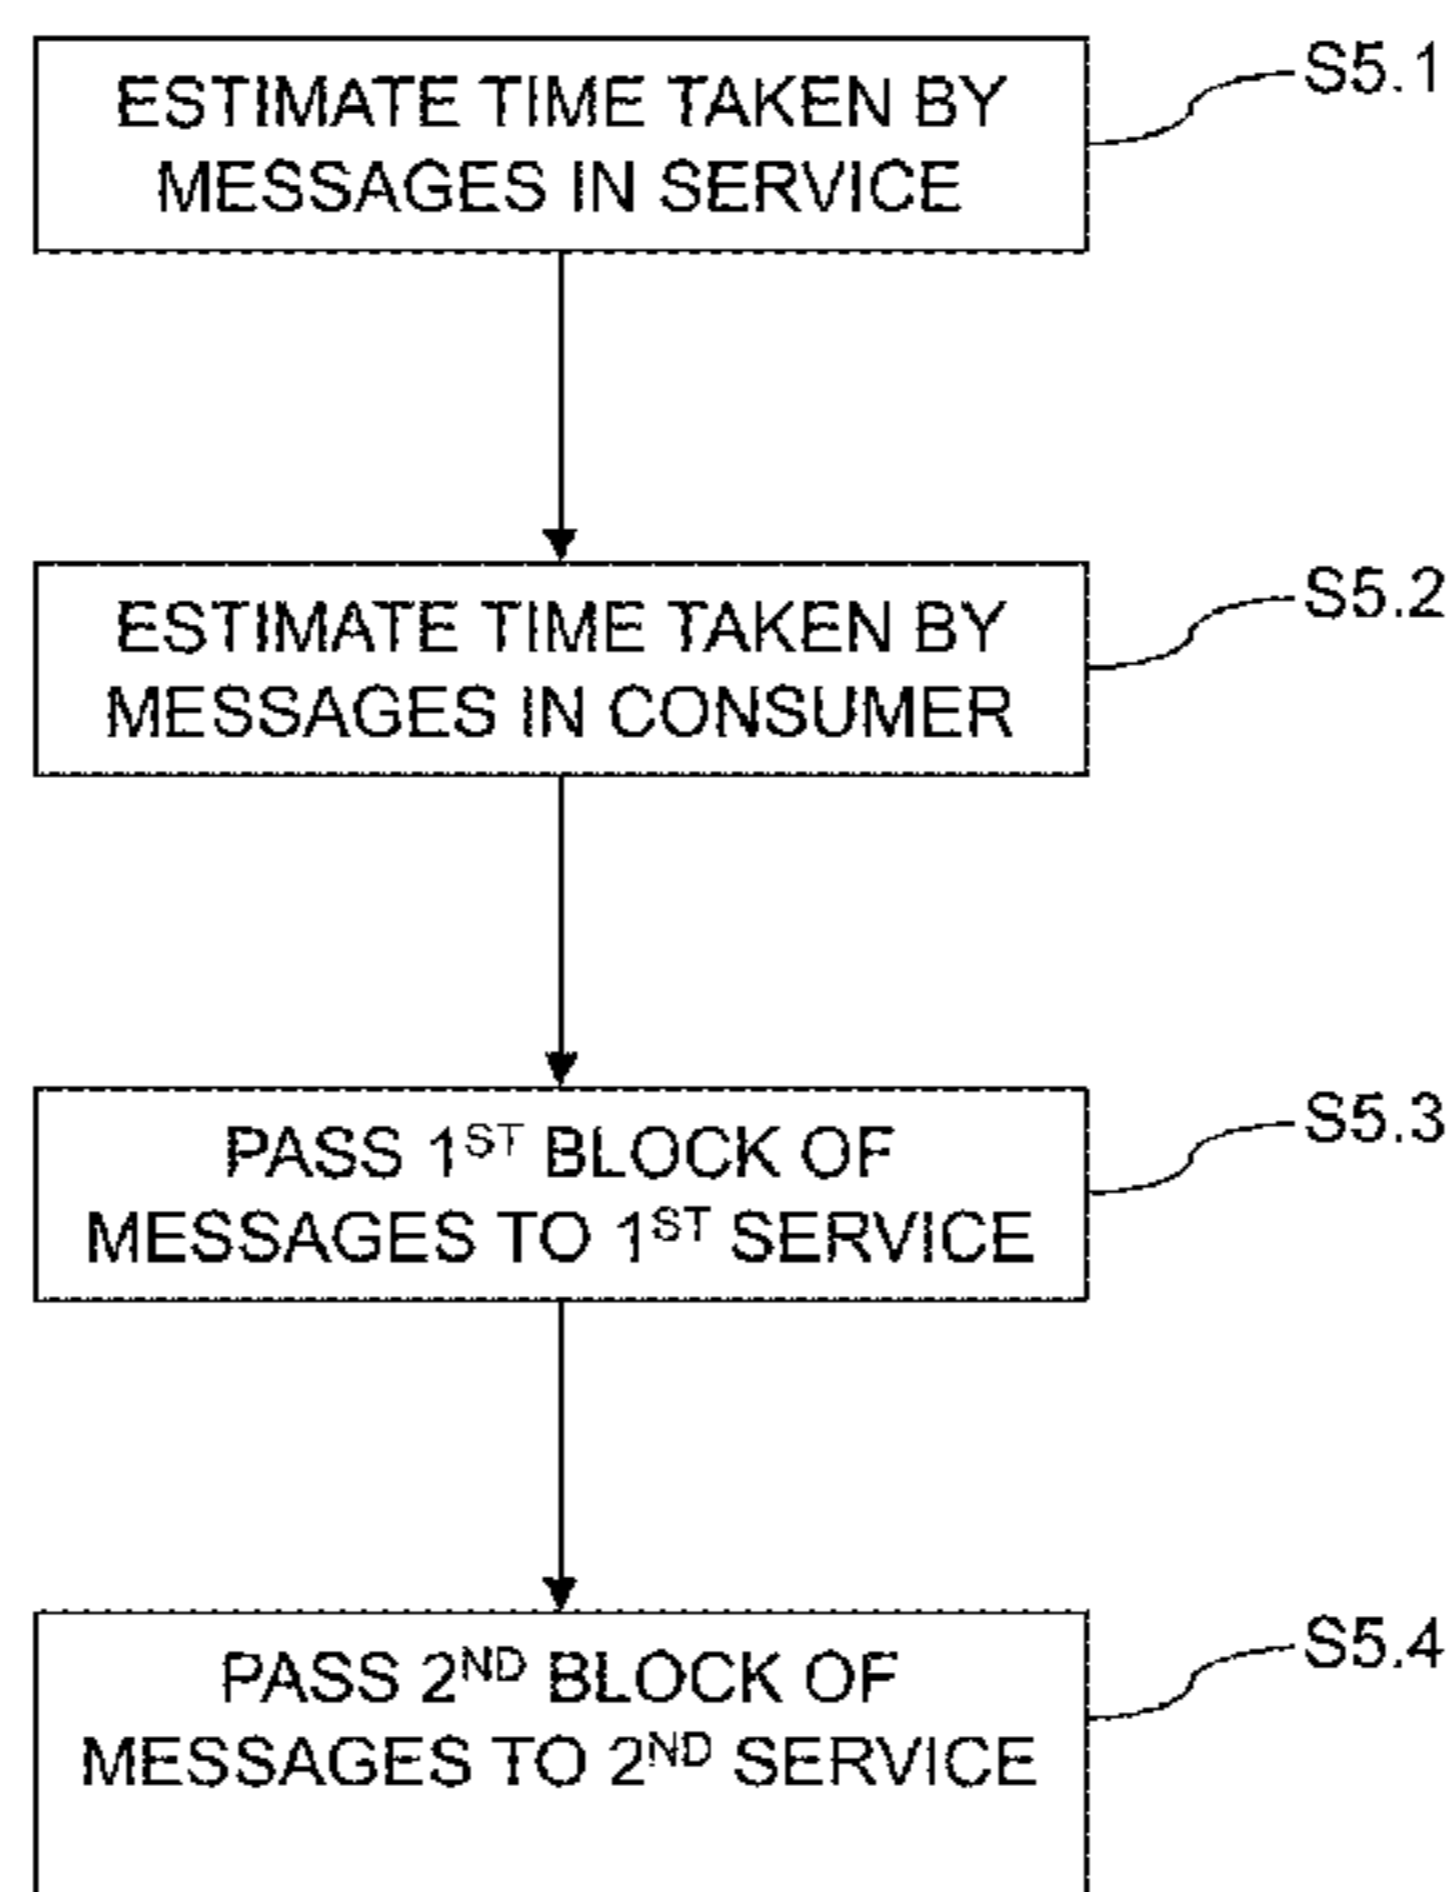 ESTIMATE TIME TAKEN BY
MESSAGES IN SERVICE
S5.1
ESTIMATE TIME TAKEN BY
MESSAGES IN CONSUMER
S5.2
PASS 1ST BLOCK OF
MESSAGES TO 1ST SERVICE
S5.3
PASS 2ND BLOCK OF
MESSAGES TO 2ND SERVICE
S5.4